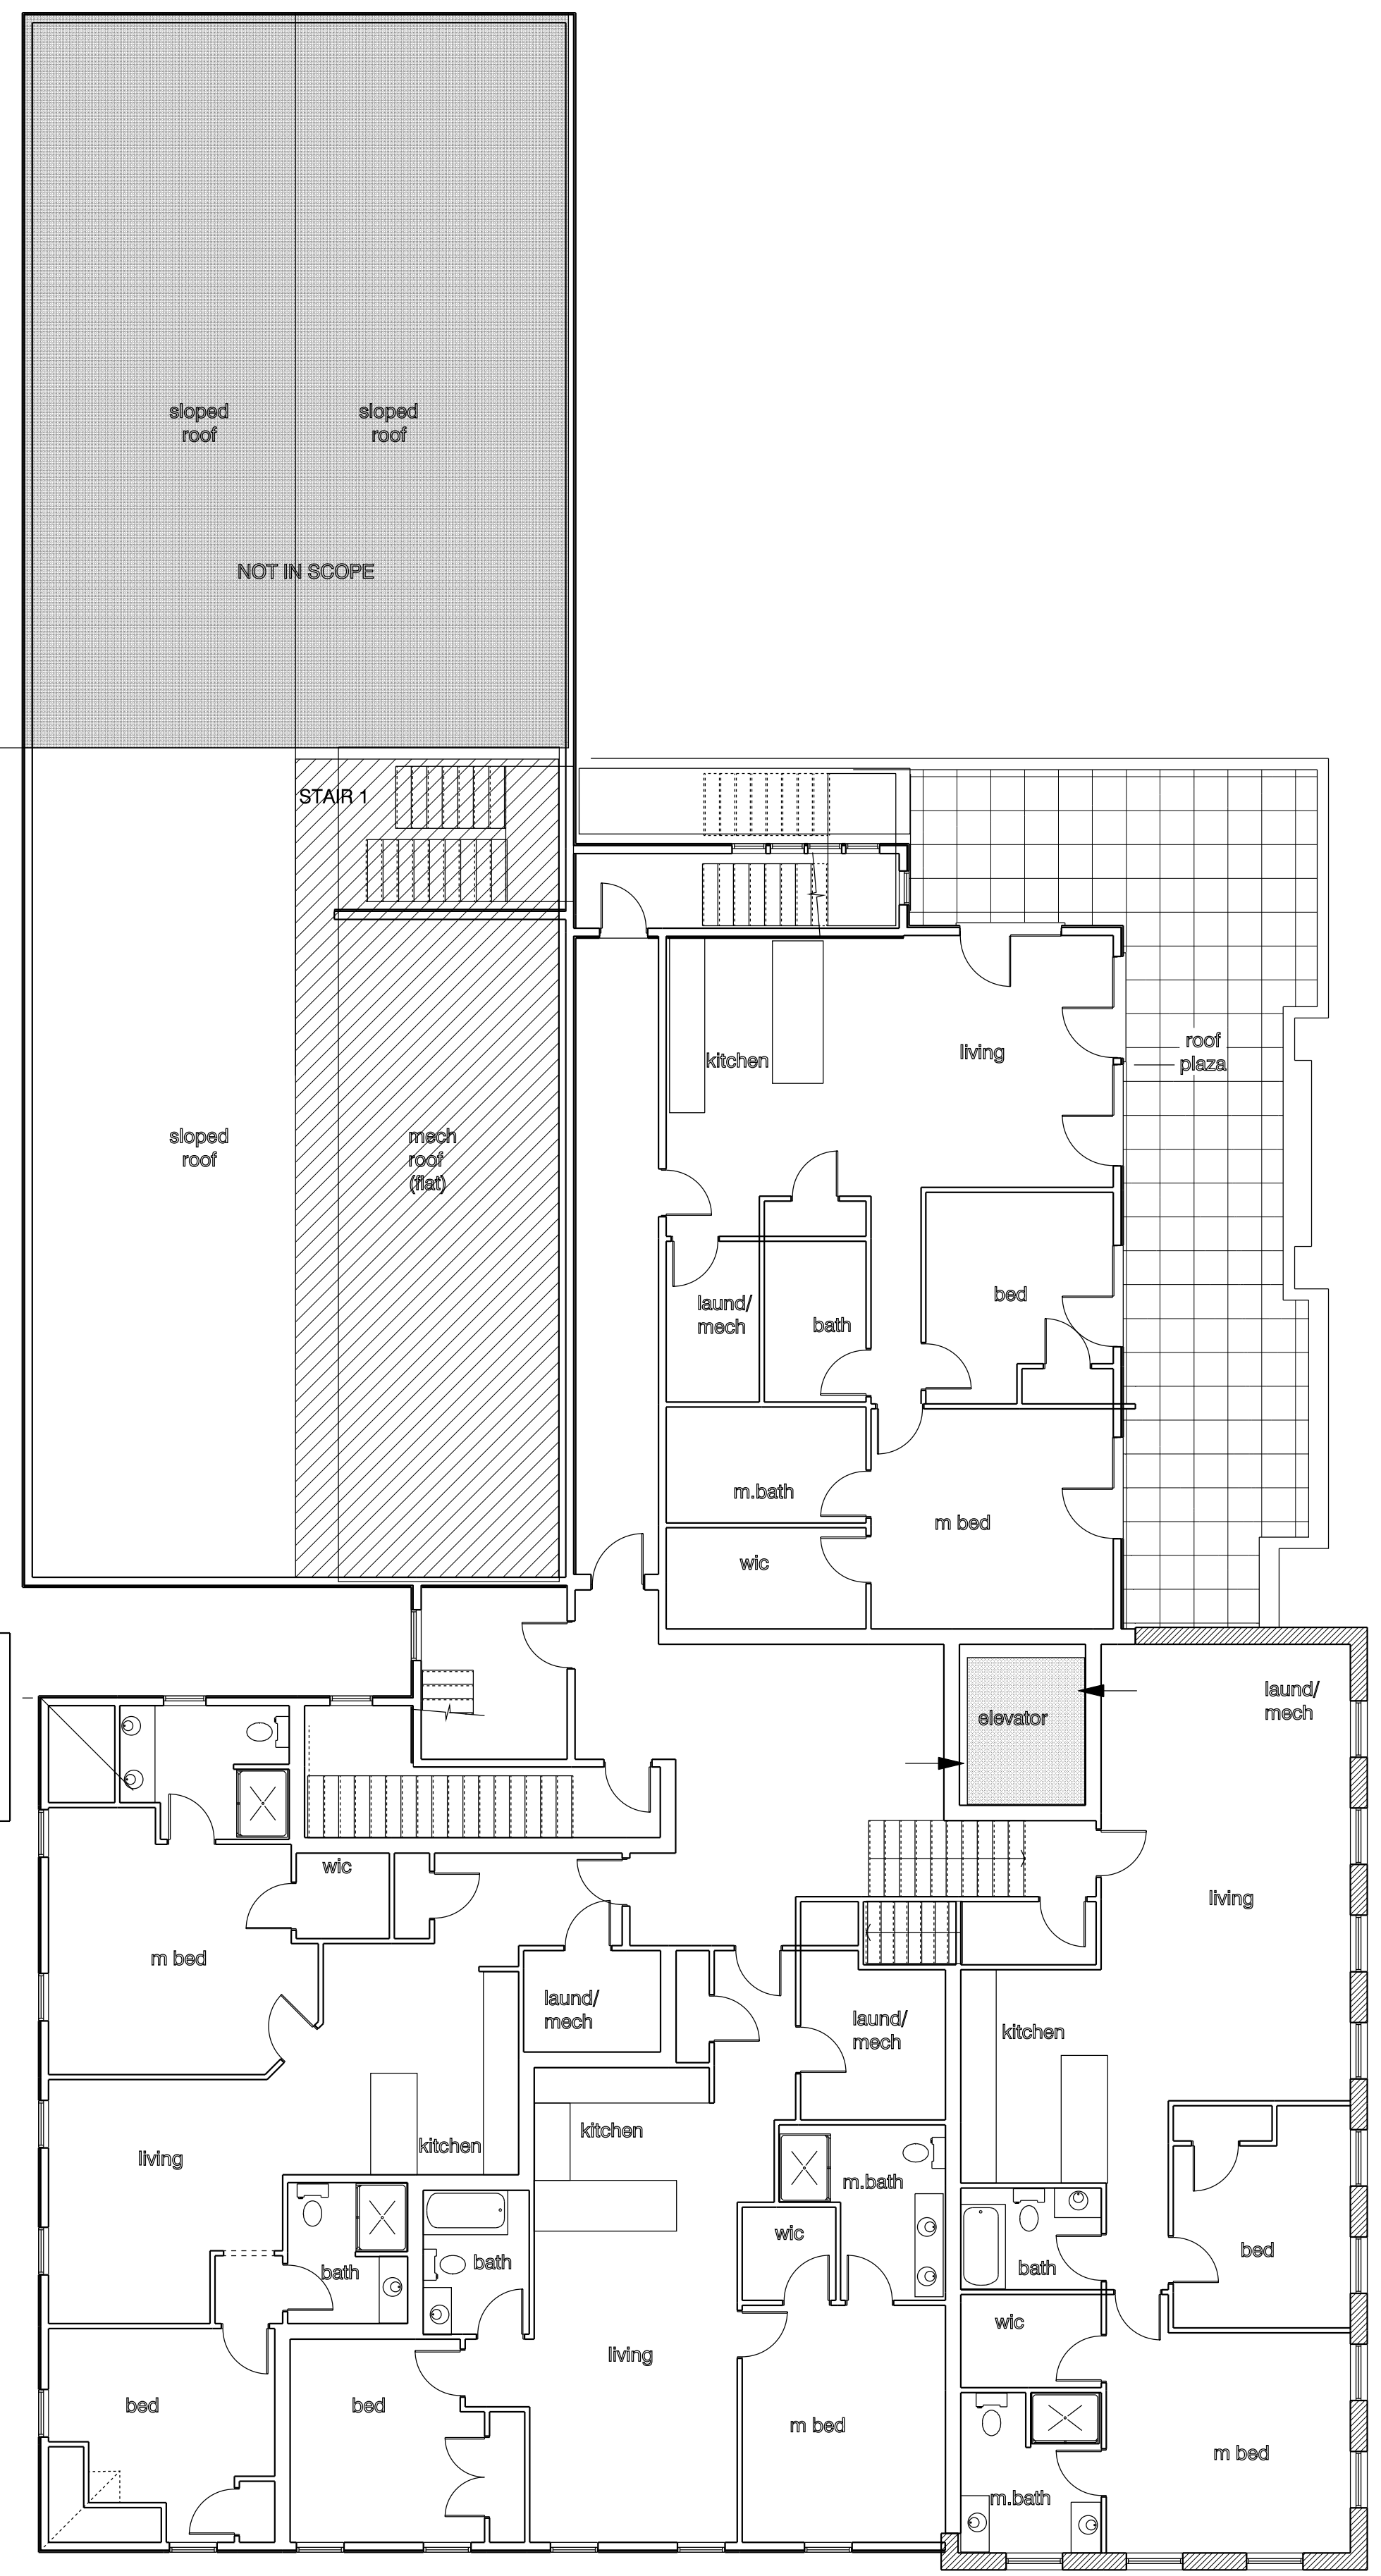 sloped
roof
sloped
roof
NOT IN SCOPE
STAIR 1
kitchen
living
roof
plaza
sloped
roof
mech
roof
(flat)
laund/
mech
bath
bed
m.bath
m bed
wic
elevator
laund/
mech
wic
living
m bed
laund/
mech
laund/
mech
kitchen
living
kitchen
kitchen
m.bath
wic
bath
bath
bath
bed
wic
living
bed
bed
m bed
m bed
m.bath